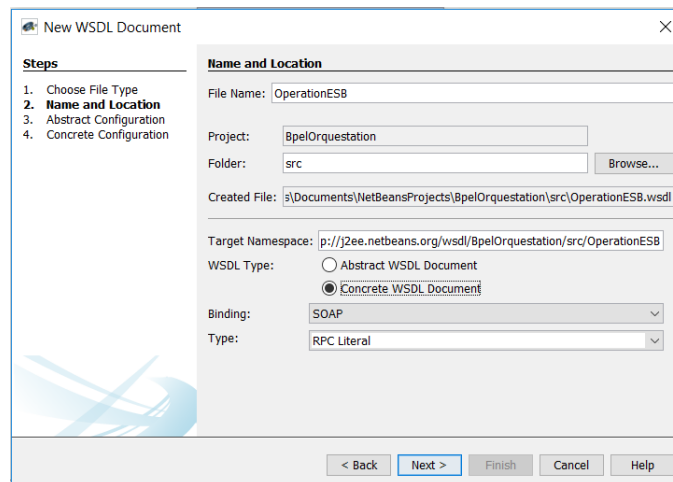 New WSDL Document
Steps
1. Choose File Type
2. Name and Location
3. Abstract Configuration
4. Concrete Configuration
Name and Location
File Name: OperationESB
Project: BpelOrquestation
Folder: src Browse...
Created File: s\Documents\NetBeansProjects\BpelOrquestation\src\OperationESB.wsdl
Target Namespace: p://j2ee.netbeans.org/wsdl/BpelOrquestation/src/OperationESB
WSDL Type: Abstract WSDL Document
Concrete WSDL Document
Binding: SOAP
Type: RPC Literal
< Back Next > Finish Cancel Help